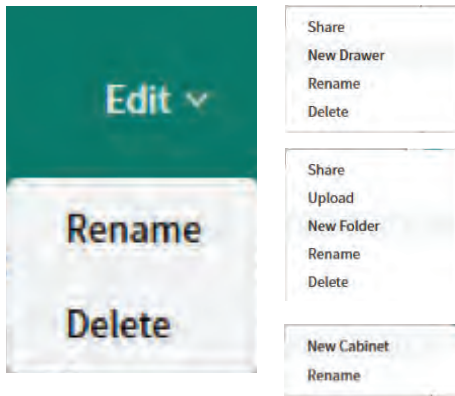 Edit
Rename
Delete
Share
New Drawer
Rename
Delete
Share
Upload
New Folder
Rename
Delete
New Cabinet
Rename